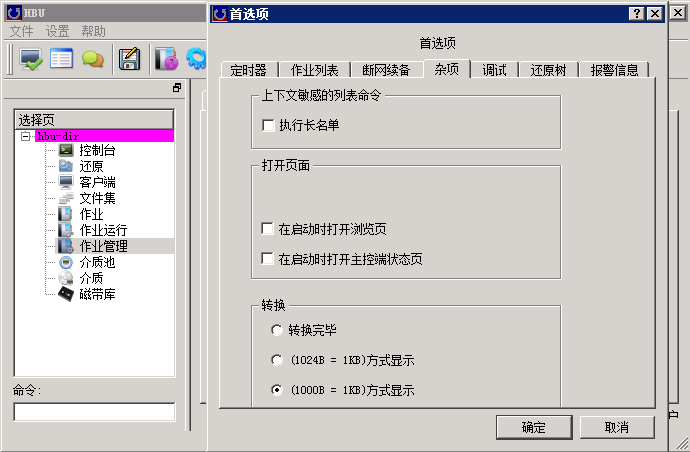 HBU
文件 设置 帮助
选择页
hbu-dir
控制台
还原
客户端
文件集
作业
作业运行
作业管理
介质池
介质
磁带库
命令:
首选项
首选项
定时器 作业列表 断网续备 杂项 调试 还原树 报警信息
上下文敏感的列表命令
执行长名单
打开页面
在启动时打开浏览页
在启动时打开主控端状态页
转换
转换完毕
(1024B = 1KB)方式显示
(1000B = 1KB)方式显示
确定 取消
户